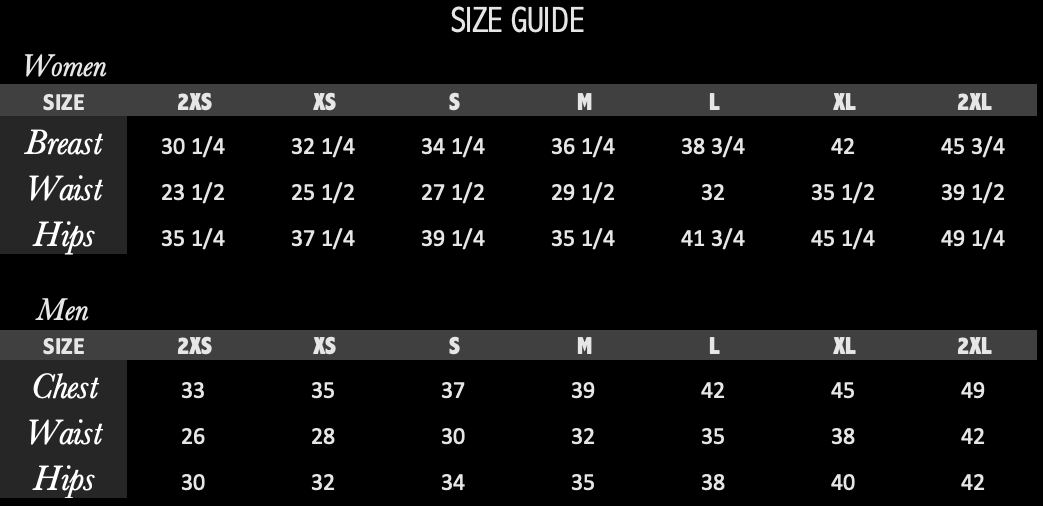 SIZE GUIDE
Women
SIZE 2XS XS S M L XL 2XL
Breast 30 1/4 32 1/4 34 1/4 36 1/4 38 3/4 42 45 3/4
Waist 23 1/2 25 1/2 27 1/2 29 1/2 32 35 1/2 39 1/2
Hips 35 1/4 37 1/4 39 1/4 35 1/4 41 3/4 45 1/4 49 1/4
Men
SIZE 2XS XS S M L XL 2XL
Chest 33 35 37 39 42 45 49
Waist 26 28 30 32 35 38 42
Hips 30 32 34 35 38 40 42